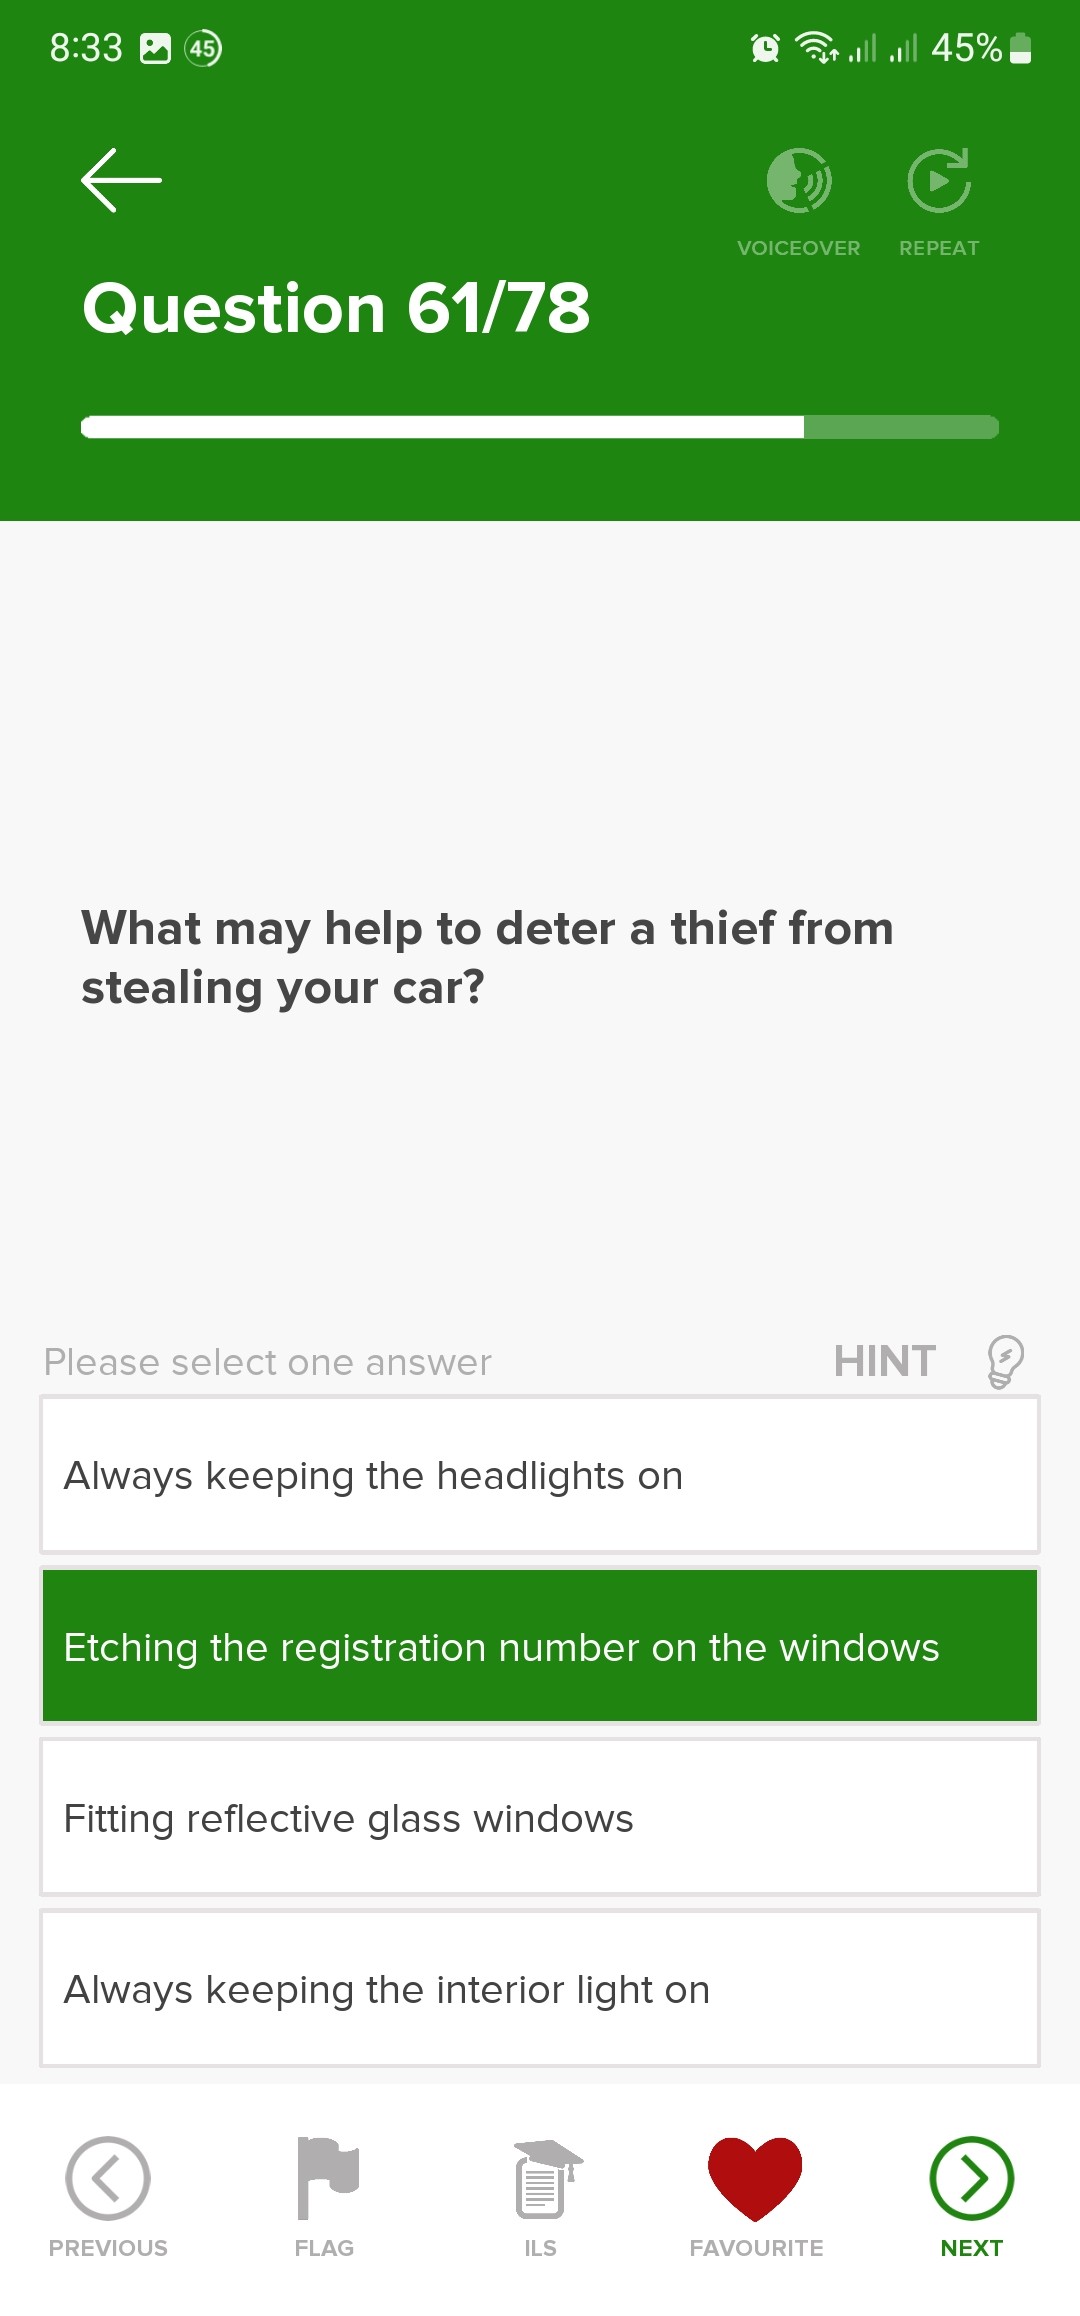 8:33 45 45%
VOICEOVER REPEAT
Question 61/78
What may help to deter a thief from
stealing your car?
Please select one answer HINT
Always keeping the headlights on
Etching the registration number on the windows
Fitting reflective glass windows
Always keeping the interior light on
PREVIOUS FLAG ILS FAVOURITE NEXT